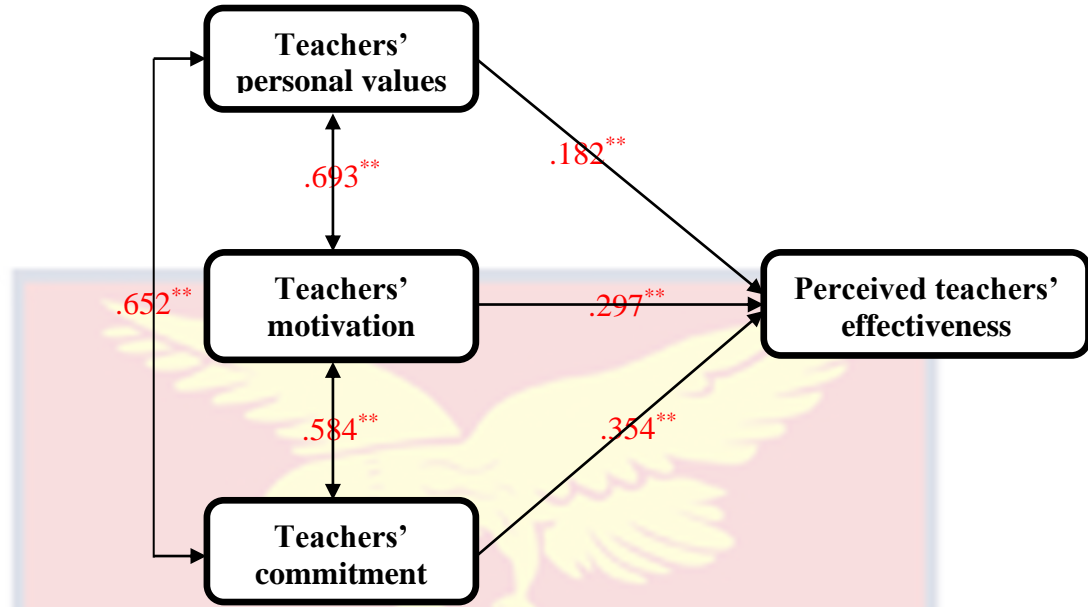 Teachers’
personal values
.182**
.693**
Teachers’
motivation
.652**
.297**
Perceived teachers’
effectiveness
.584**
.354**
Teachers’
commitment